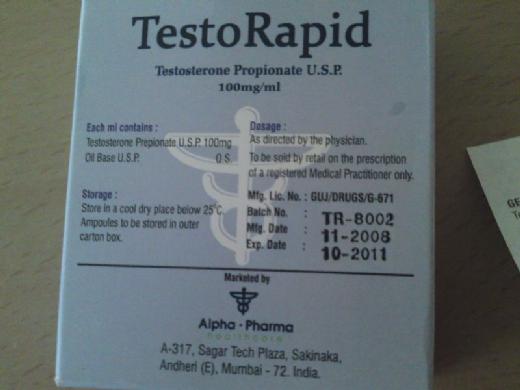 TestoRapid
Testosterone Propionate U.S.P.
100mg/ml
Each ml contains :
Testosterone Prepionate U.S.P. 100mg
Oil Base U.S.P. Q.S.
Storage :
Store in a cool dry place below 25°C.
Ampoules to be stored in outer
carton box.
Dosage :
As directed by the physician.
To be sold by retail on the prescription
of a registered Medical Practitioner only.
Mfg. Lic. No. : GUJ/DRUGS/G-671
Batch No. : TR-8002
Mfg. Date : 11-2008
Exp. Date : 10-2011
Marketed by
Alpha - Pharma
healthcare
A-317, Sagar Tech Plaza, Sakinaka,
Andheri (E), Mumbai - 72. India.